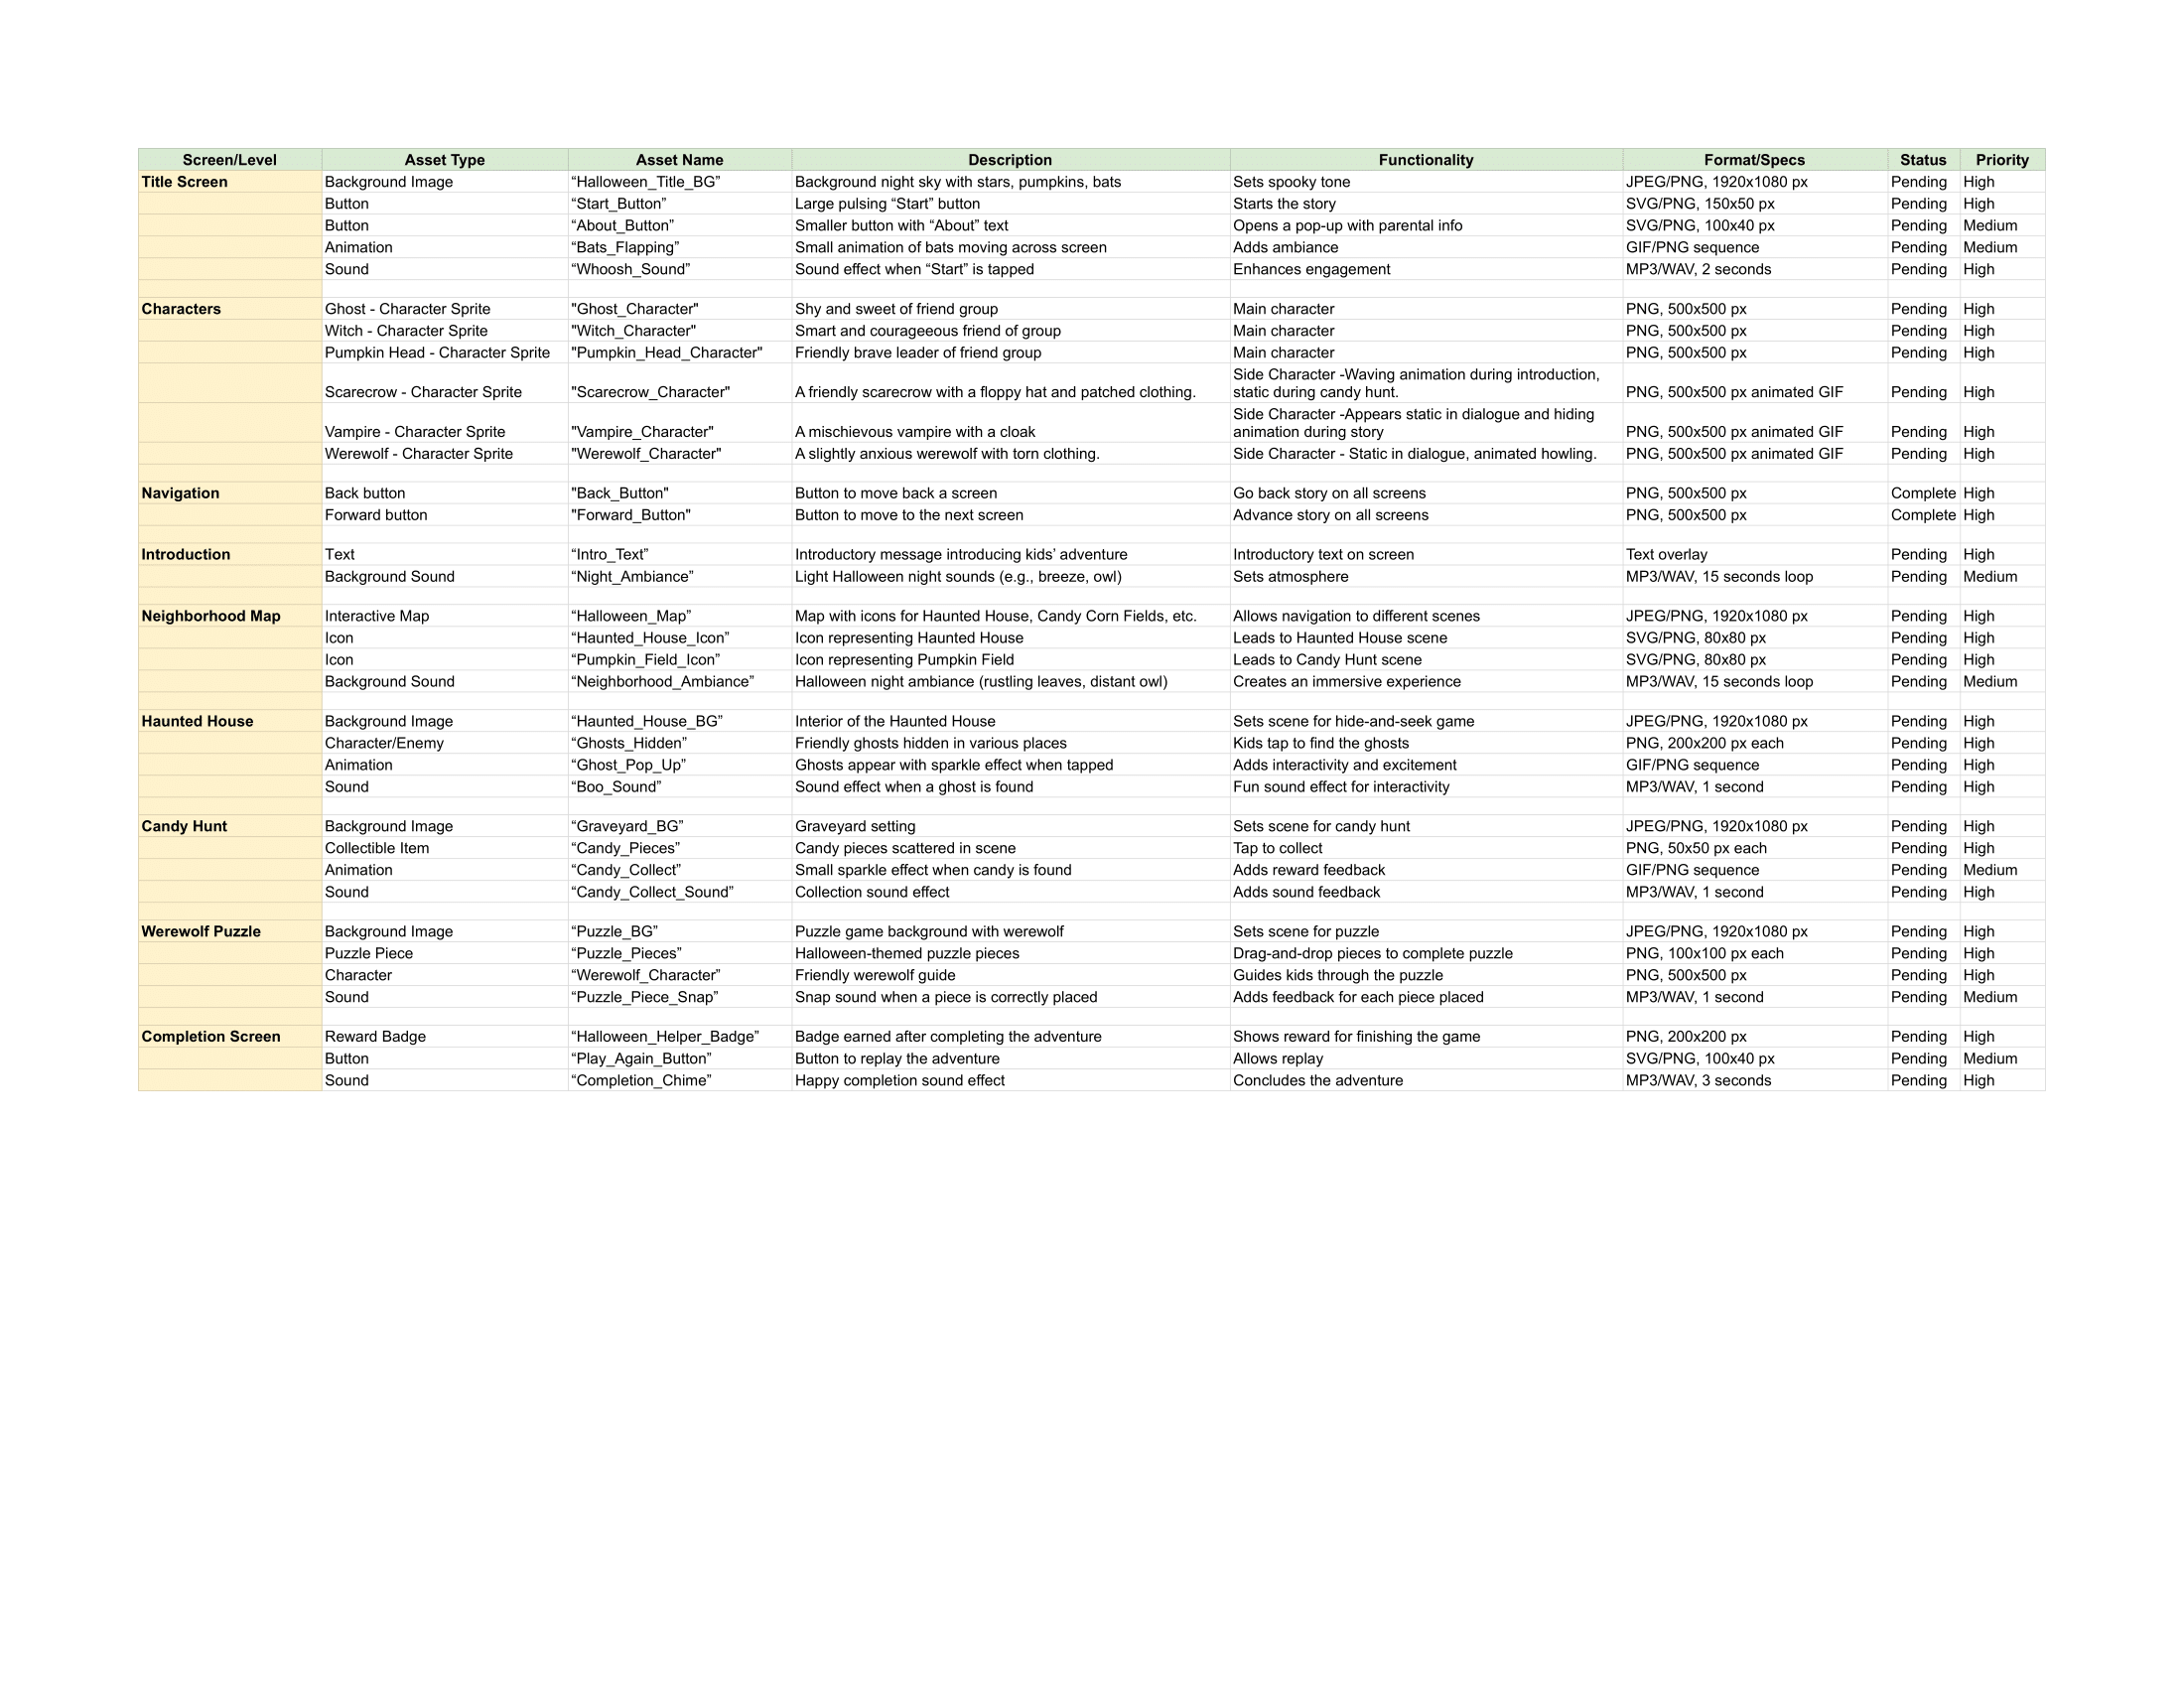 Screen/Level Asset Type Asset Name Description Functionality Format/Specs Status Priority
Title Screen Background Image “Halloween_Title_BG” Background night sky with stars, pumpkins, bats Sets spooky tone JPEG/PNG, 1920x1080 px Pending High
Button “Start_Button” Large pulsing “Start” button Starts the story SVG/PNG, 150x50 px Pending High
Button “About_Button” Smaller button with “About” text Opens a pop-up with parental info SVG/PNG, 100x40 px Pending Medium
Animation “Bats_Flapping” Small animation of bats moving across screen Adds ambiance GIF/PNG sequence Pending Medium
Sound “Whoosh_Sound” Sound effect when “Start” is tapped Enhances engagement MP3/WAV, 2 seconds Pending High
Characters Ghost - Character Sprite "Ghost_Character" Shy and sweet of friend group Main character PNG, 500x500 px Pending High
Witch - Character Sprite "Witch_Character" Smart and courageeous friend of group Main character PNG, 500x500 px Pending High
Pumpkin Head - Character Sprite "Pumpkin_Head_Character" Friendly brave leader of friend group Main character PNG, 500x500 px Pending High
Side Character -Waving animation during introduction,
Scarecrow - Character Sprite "Scarecrow_Character" A friendly scarecrow with a floppy hat and patched clothing. static during candy hunt. PNG, 500x500 px animated GIF Pending High
Side Character -Appears static in dialogue and hiding
Vampire - Character Sprite "Vampire_Character" A mischievous vampire with a cloak animation during story PNG, 500x500 px animated GIF Pending High
Werewolf - Character Sprite "Werewolf_Character" A slightly anxious werewolf with torn clothing. Side Character - Static in dialogue, animated howling. PNG, 500x500 px animated GIF Pending High
Navigation Back button "Back_Button" Button to move back a screen Go back story on all screens PNG, 500x500 px Complete High
Forward button "Forward_Button" Button to move to the next screen Advance story on all screens PNG, 500x500 px Complete High
Introduction Text “Intro_Text” Introductory message introducing kids’ adventure Introductory text on screen Text overlay Pending High
Background Sound “Night_Ambiance” Light Halloween night sounds (e.g., breeze, owl) Sets atmosphere MP3/WAV, 15 seconds loop Pending Medium
Neighborhood Map Interactive Map “Halloween_Map” Map with icons for Haunted House, Candy Corn Fields, etc. Allows navigation to different scenes JPEG/PNG, 1920x1080 px Pending High
Icon “Haunted_House_Icon” Icon representing Haunted House Leads to Haunted House scene SVG/PNG, 80x80 px Pending High
Icon “Pumpkin_Field_Icon” Icon representing Pumpkin Field Leads to Candy Hunt scene SVG/PNG, 80x80 px Pending High
Background Sound “Neighborhood_Ambiance” Halloween night ambiance (rustling leaves, distant owl) Creates an immersive experience MP3/WAV, 15 seconds loop Pending Medium
Haunted House Background Image “Haunted_House_BG” Interior of the Haunted House Sets scene for hide-and-seek game JPEG/PNG, 1920x1080 px Pending High
Character/Enemy “Ghosts_Hidden” Friendly ghosts hidden in various places Kids tap to find the ghosts PNG, 200x200 px each Pending High
Animation “Ghost_Pop_Up” Ghosts appear with sparkle effect when tapped Adds interactivity and excitement GIF/PNG sequence Pending High
Sound “Boo_Sound” Sound effect when a ghost is found Fun sound effect for interactivity MP3/WAV, 1 second Pending High
Candy Hunt Background Image “Graveyard_BG” Graveyard setting Sets scene for candy hunt JPEG/PNG, 1920x1080 px Pending High
Collectible Item “Candy_Pieces” Candy pieces scattered in scene Tap to collect PNG, 50x50 px each Pending High
Animation “Candy_Collect” Small sparkle effect when candy is found Adds reward feedback GIF/PNG sequence Pending Medium
Sound “Candy_Collect_Sound” Collection sound effect Adds sound feedback MP3/WAV, 1 second Pending High
Werewolf Puzzle Background Image “Puzzle_BG” Puzzle game background with werewolf Sets scene for puzzle JPEG/PNG, 1920x1080 px Pending High
Puzzle Piece “Puzzle_Pieces” Halloween-themed puzzle pieces Drag-and-drop pieces to complete puzzle PNG, 100x100 px each Pending High
Character “Werewolf_Character” Friendly werewolf guide Guides kids through the puzzle PNG, 500x500 px Pending High
Sound “Puzzle_Piece_Snap” Snap sound when a piece is correctly placed Adds feedback for each piece placed MP3/WAV, 1 second Pending Medium
Completion Screen Reward Badge “Halloween_Helper_Badge” Badge earned after completing the adventure Shows reward for finishing the game PNG, 200x200 px Pending High
Button “Play_Again_Button” Button to replay the adventure Allows replay SVG/PNG, 100x40 px Pending Medium
Sound “Completion_Chime” Happy completion sound effect Concludes the adventure MP3/WAV, 3 seconds Pending High